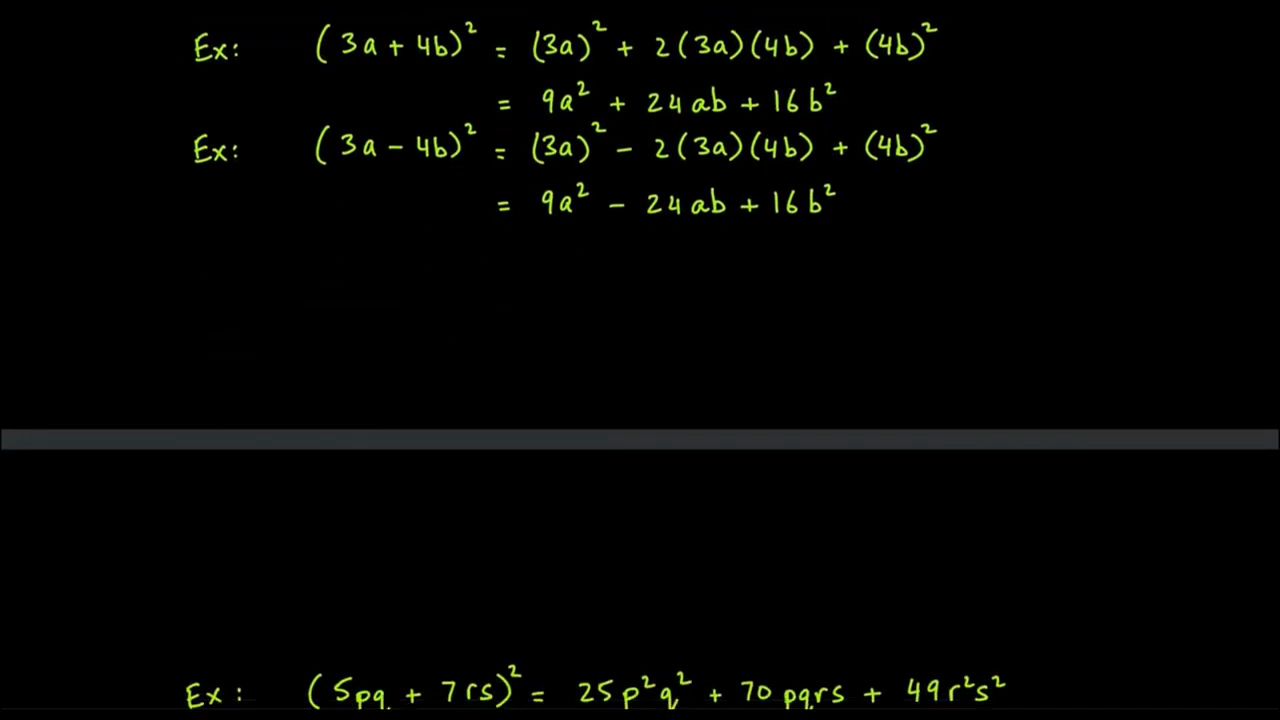 Ex: (3a + 4b)² = (3a)² + 2(3a)(4b) + (4b)²
= 9a² + 24ab + 16b²
Ex: (3a - 4b)² = (3a)² - 2(3a)(4b) + (4b)²
= 9a² - 24ab + 16b²
Ex: (5pq + 7rs)² = 25p²q² + 70pqrs + 49r²s²